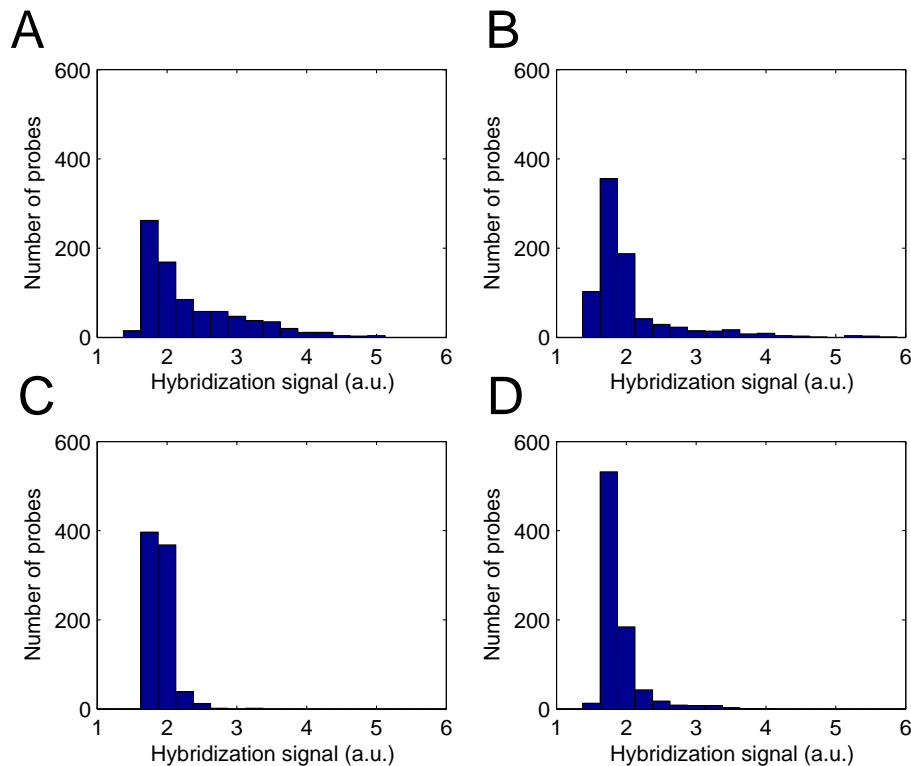 A
B
600
400
200
0
Number of probes
1 2 3 4 5 6
Hybridization signal (a.u.)
600
400
200
0
Number of probes
1 2 3 4 5 6
Hybridization signal (a.u.)
C
D
600
400
200
0
Number of probes
1 2 3 4 5 6
Hybridization signal (a.u.)
600
400
200
0
Number of probes
1 2 3 4 5 6
Hybridization signal (a.u.)